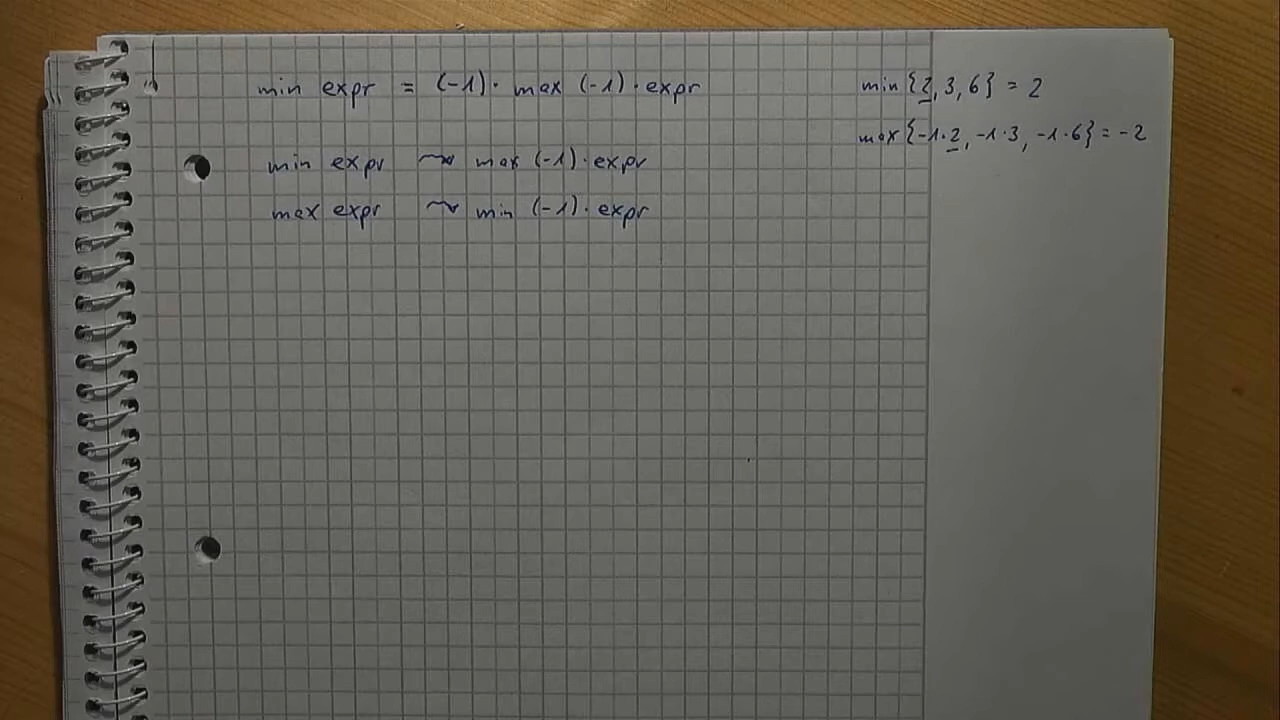 min expr = (-1)· max (-1)·expr
min {2, 3, 6} = 2
max {-1·2, -1·3, -1·6} = -2
min expr ⇝ max (-1)·expr
max expr ⇝ min (-1)·expr